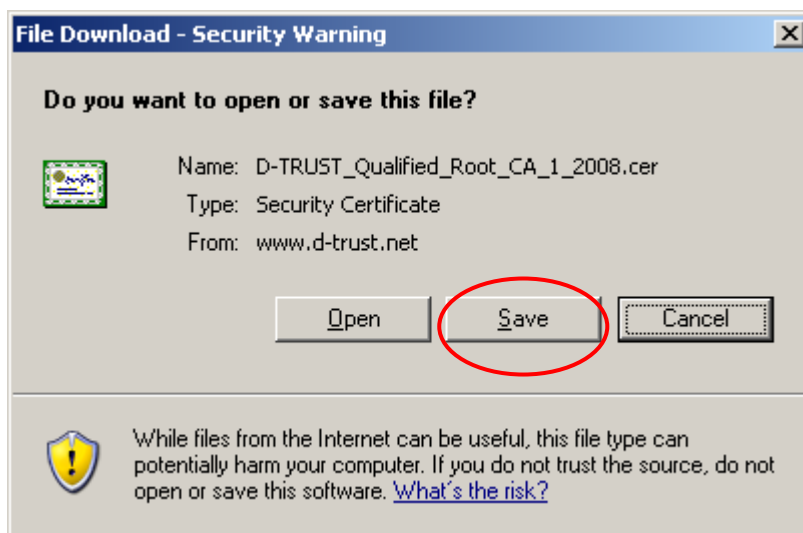 File Download - Security Warning
Do you want to open or save this file?
Name: D-TRUST_Qualified_Root_CA_1_2008.cer
Type: Security Certificate
From: www.d-trust.net
Open Save Cancel
While files from the Internet can be useful, this file type can
potentially harm your computer. If you do not trust the source, do not
open or save this software. What's the risk?